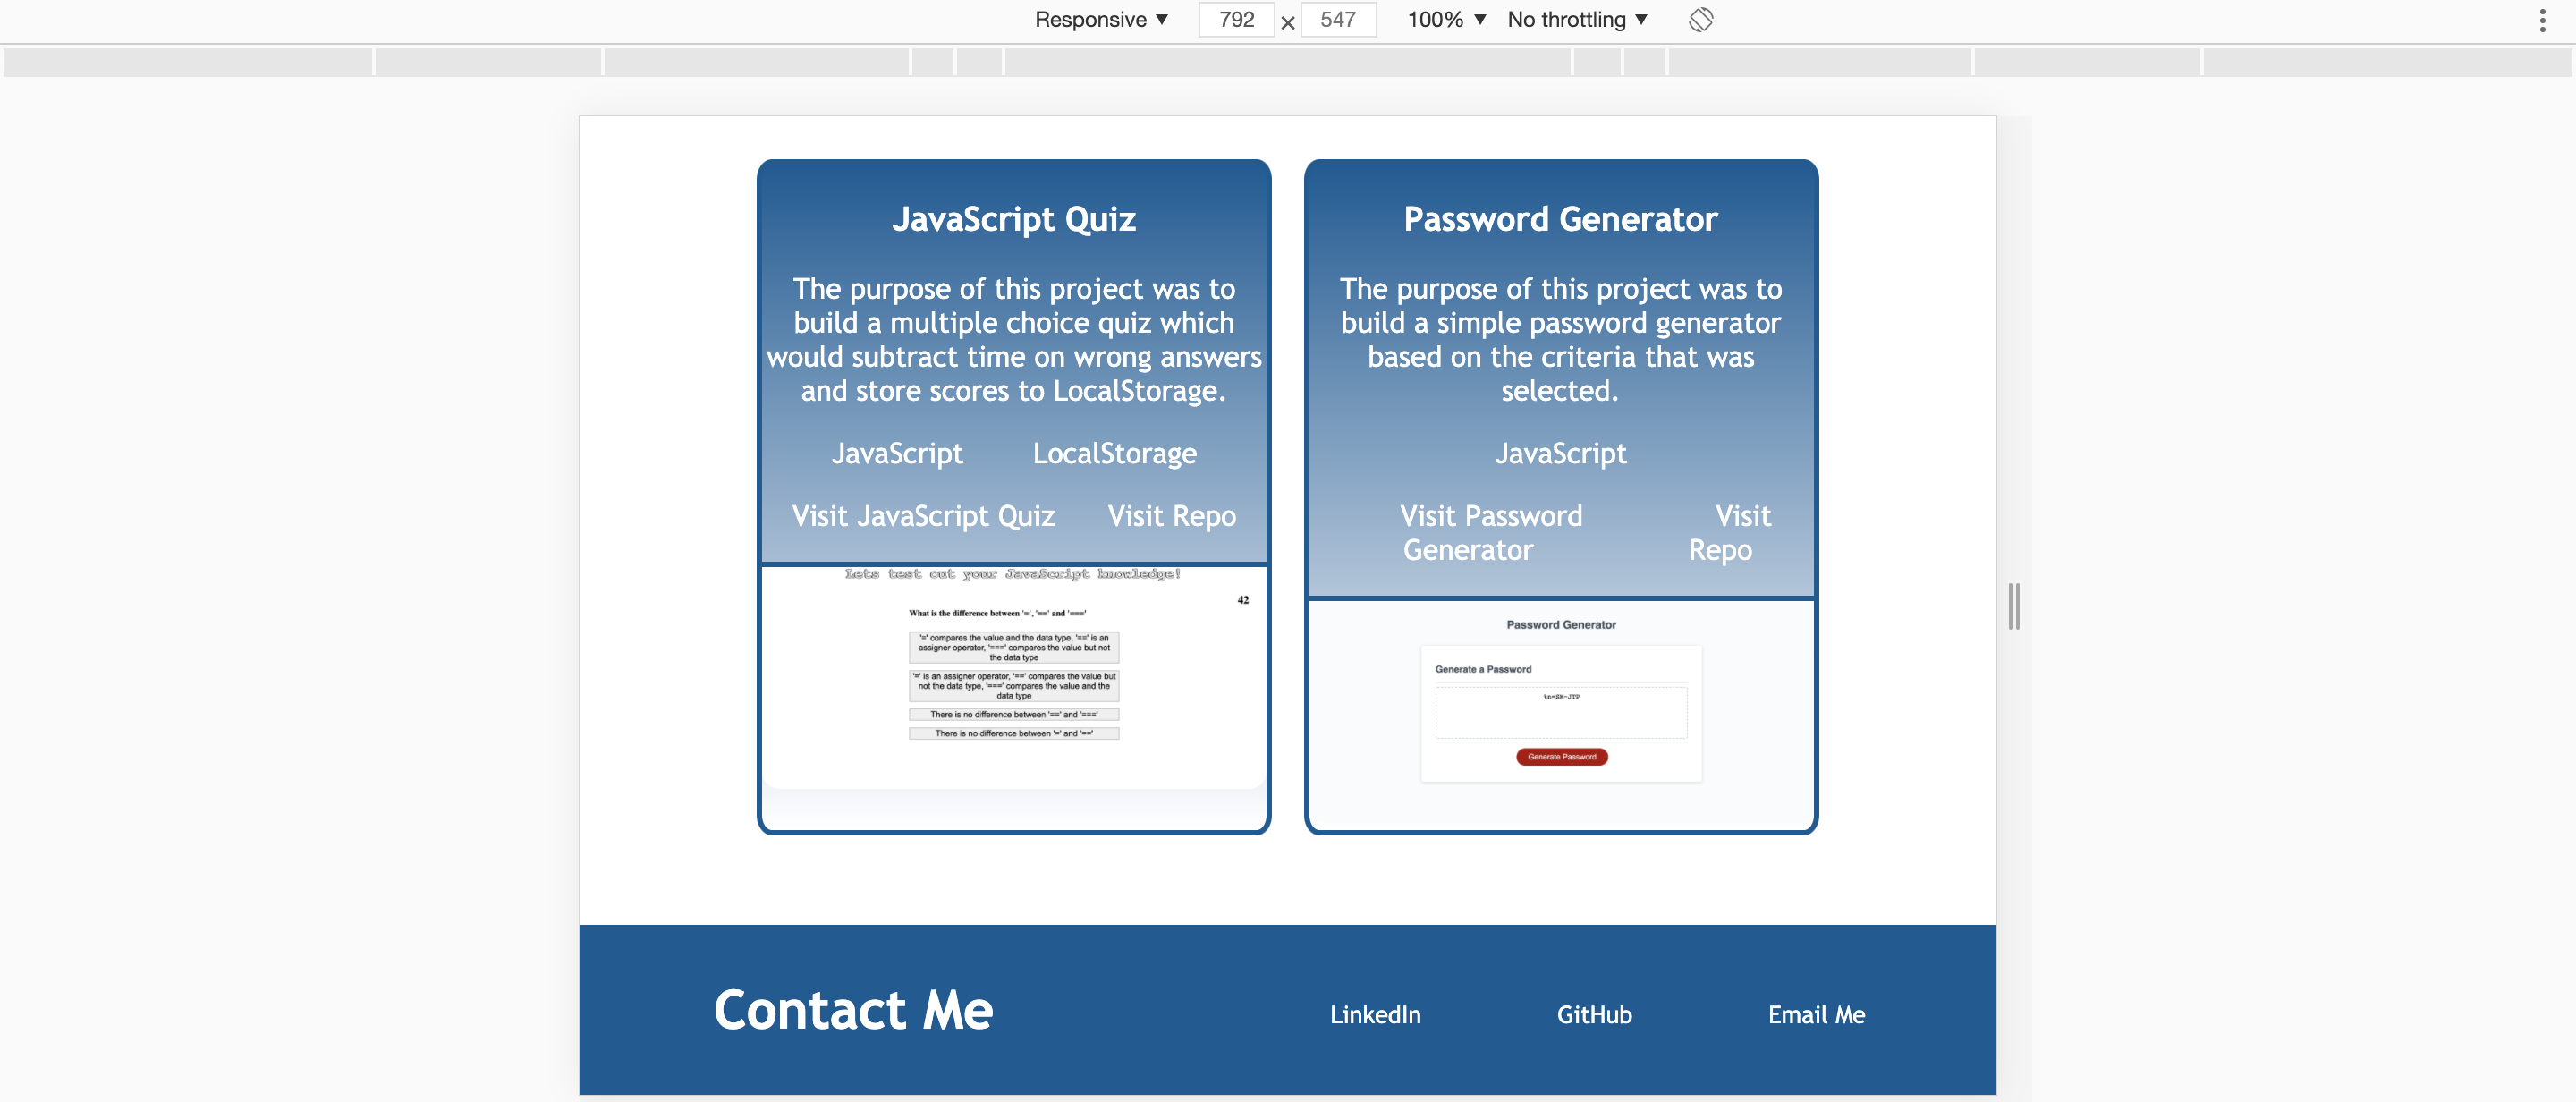 Responsive ▼ 792 × 547 100% ▼ No throttling ▼
JavaScript Quiz
The purpose of this project was to
build a multiple choice quiz which
would subtract time on wrong answers
and store scores to LocalStorage.
JavaScript LocalStorage
Visit JavaScript Quiz Visit Repo
Lets test out your JavaScript knowledge!
42
What is the difference between '=', '==' and '==='
'=' compares the value and the data type, '==' is an
assigner operator, '===' compares the value but not
the data type
'=' is an assigner operator, '==' compares the value but
not the data type, '===' compares the value and the
data type
There is no difference between '==' and '==='
There is no difference between '=' and '=='
Password Generator
The purpose of this project was to
build a simple password generator
based on the criteria that was
selected.
JavaScript
Visit Password
Generator
Visit
Repo
Password Generator
Generate a Password
Generate Password
Contact Me
LinkedIn GitHub Email Me